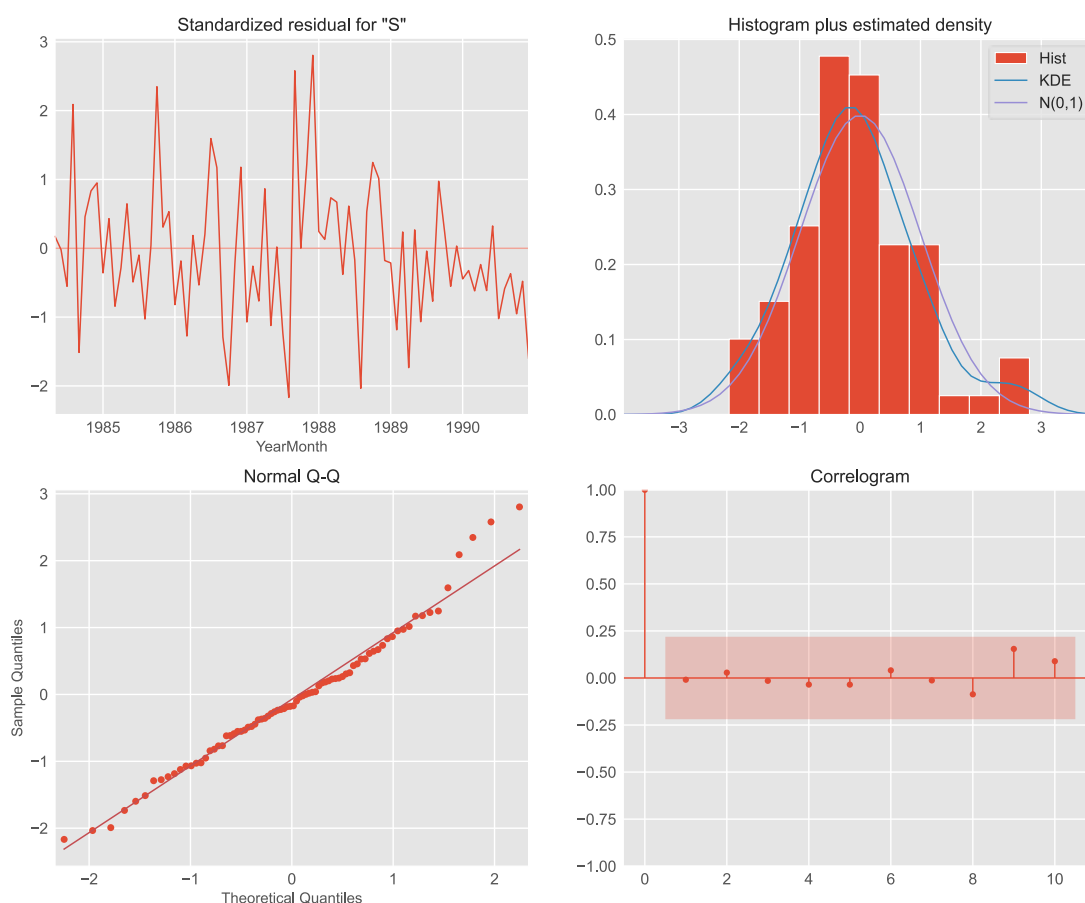 Standardized residual for "S"
3
2
1
0
−1
−2
1985 1986 1987 1988 1989 1990
YearMonth
Histogram plus estimated density
0.5
0.4
0.3
0.2
0.1
0.0
Hist
KDE
N(0,1)
−3 −2 −1 0 1 2 3
Normal Q-Q
Sample Quantiles
3
2
1
0
−1
−2
−2 −1 0 1 2
Theoretical Quantiles
Correlogram
1.00
0.75
0.50
0.25
0.00
−0.25
−0.50
−0.75
−1.00
0 2 4 6 8 10